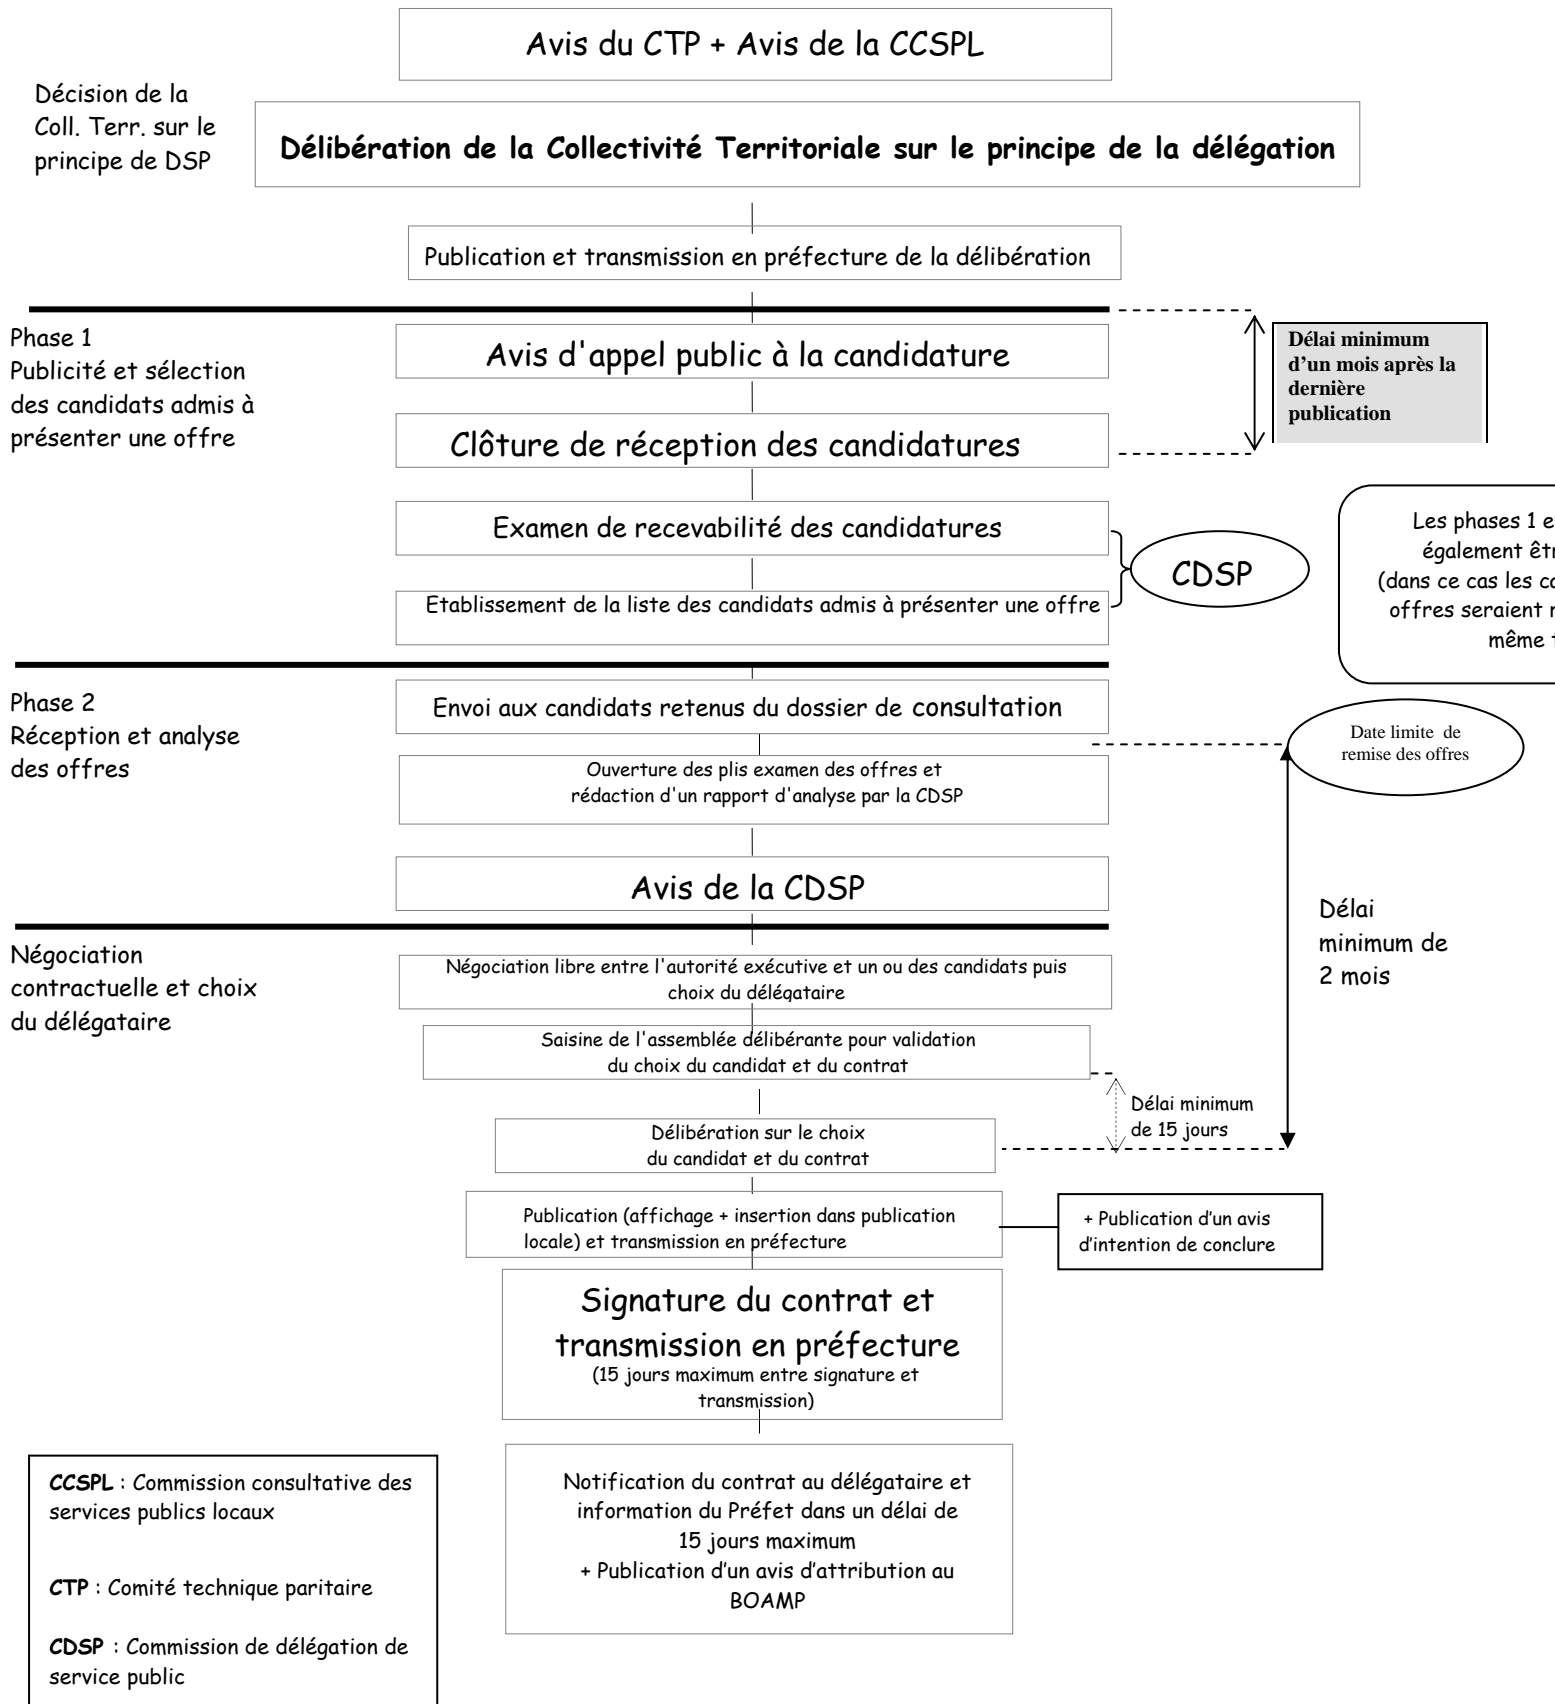 Avis du CTP + Avis de la CCSPL
Décision de la
Coll. Terr. sur le
principe de DSP
Délibération de la Collectivité Territoriale sur le principe de la délégation
Publication et transmission en préfecture de la délibération
Phase 1
Publicité et sélection
des candidats admis à
présenter une offre
Avis d'appel public à la candidature
Délai minimum
d'un mois après la
dernière
publication
Clôture de réception des candidatures
Examen de recevabilité des candidatures
CDSP
Etablissement de la liste des candidats admis à présenter une offre
Les phases 1 e
également êtr
(dans ce cas les ca
offres seraient r
même t
Phase 2
Réception et analyse
des offres
Envoi aux candidats retenus du dossier de consultation
Date limite de
remise des offres
Ouverture des plis examen des offres et
rédaction d'un rapport d'analyse par la CDSP
Avis de la CDSP
Délai
minimum de
2 mois
Négociation
contractuelle et choix
du délégataire
Négociation libre entre l'autorité exécutive et un ou des candidats puis
choix du délégataire
Saisine de l'assemblée délibérante pour validation
du choix du candidat et du contrat
Délai minimum
de 15 jours
Délibération sur le choix
du candidat et du contrat
Publication (affichage + insertion dans publication
locale) et transmission en préfecture
+ Publication d'un avis
d'intention de conclure
Signature du contrat et
transmission en préfecture
(15 jours maximum entre signature et
transmission)
Notification du contrat au délégataire et
information du Préfet dans un délai de
15 jours maximum
+ Publication d'un avis d'attribution au
BOAMP
CCSPL : Commission consultative des
services publics locaux
CTP : Comité technique paritaire
CDSP : Commission de délégation de
service public